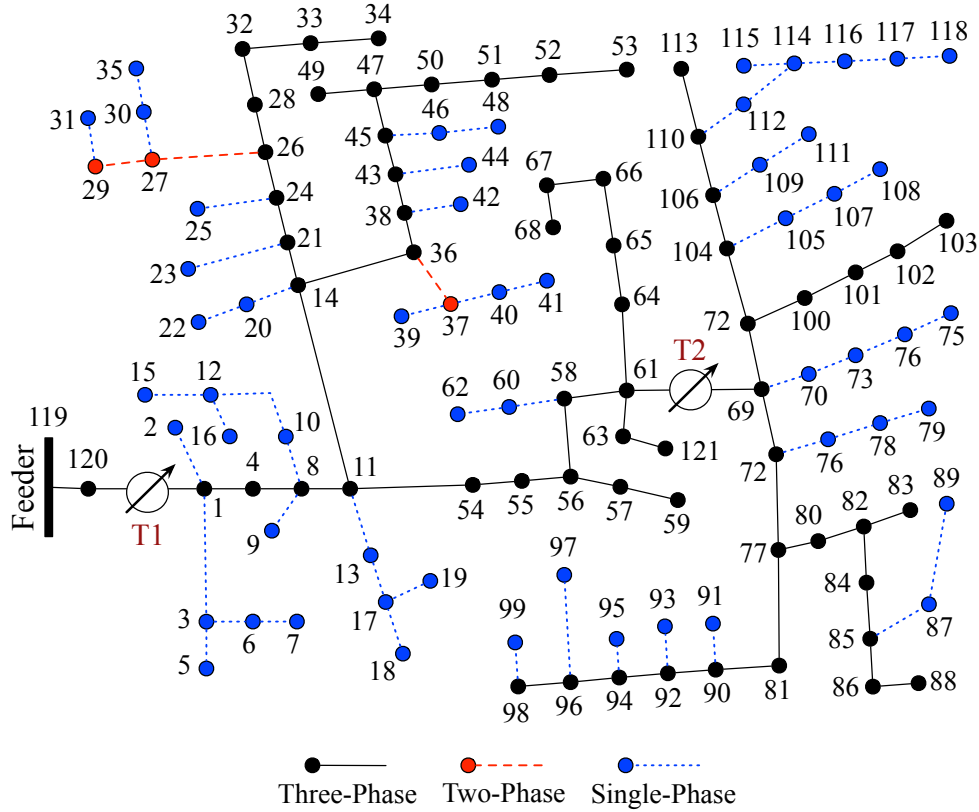 32 33 34
113 115 114 116 117 118
35 49 47 50 51 52 53
31 30 28 46 48 110 112
45 111
29 27 26 43 44 67 66 106 109 108
24 38 42 68 107
25 21 36 65 104 105 103
23 14 102
22 20 39 37 40 41 64 72 100 101
T2 75
15 12 62 60 58 61 69 70 73 76
119 2 16 10 63 121 79
120 4 8 11 72 76 78 89
Feeder T1 1 9 54 55 56 57 59 82 83
77 80
13 19 97 84
3 17 99 95 93 91 85 87
6 7
5 18 98 96 94 92 90 81 86 88
Three-Phase Two-Phase Single-Phase